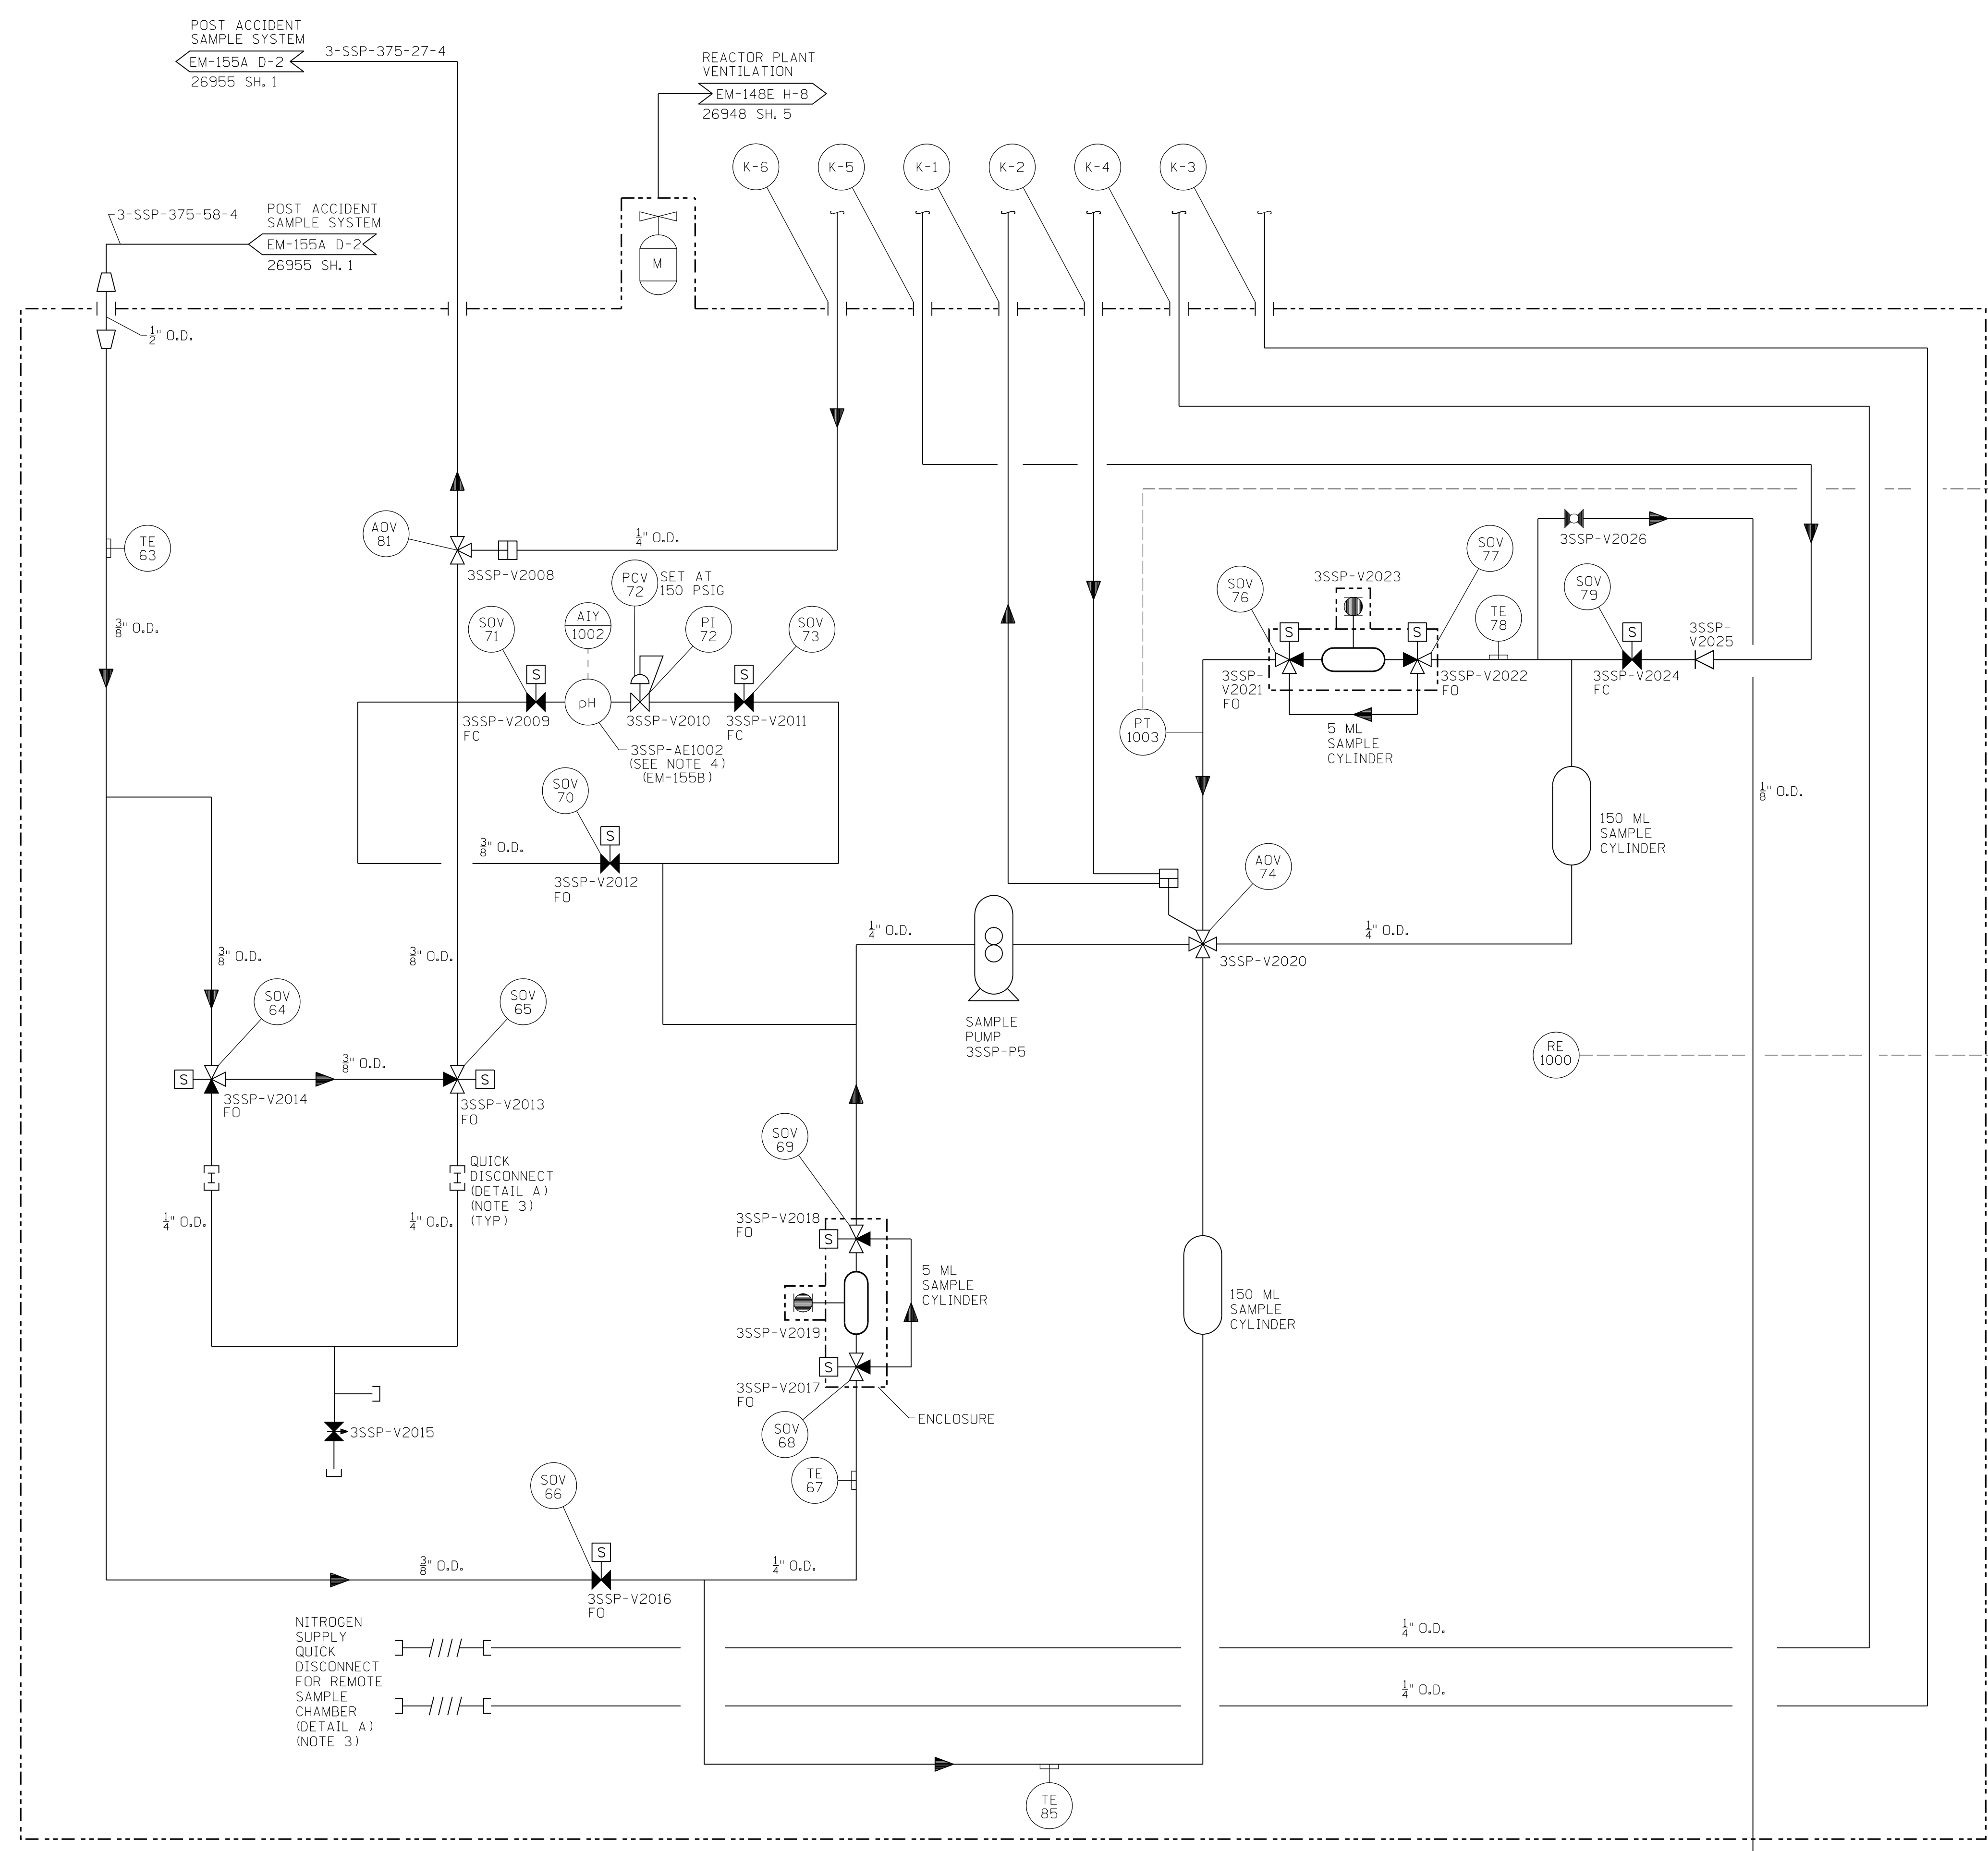 POST ACCIDENT
SAMPLE SYSTEM
EM-155A D-2
26955 SH. 1
3-SSP-375-27-4
REACTOR PLANT
VENTILATION
EM-148E H-8
26948 SH. 5
K-6
K-5
K-1
K-2
K-4
K-3
3-SSP-375-58-4
POST ACCIDENT
SAMPLE SYSTEM
EM-155A D-2
26955 SH. 1
M
1/2" O.D.
TE
63
3/8" O.D.
AOV
81
3SSP-V2008
1/4" O.D.
PCV
72
SET AT
150 PSIG
SOV
71
AIY
1002
PI
72
SOV
73
S
S
pH
3SSP-V2009
FC
3SSP-V2010
3SSP-V2011
FC
3SSP-AE1002
(SEE NOTE 4)
(EM-155B)
SOV
70
S
3/8" O.D.
3SSP-V2012
FO
3SSP-V2026
SOV
77
3SSP-V2023
SOV
76
SOV
79
TE
78
S
S
S
3SSP-
V2025
3SSP-
V2021
FO
3SSP-V2022
FO
3SSP-V2024
FC
5 ML
SAMPLE
CYLINDER
PT
1003
1/8" O.D.
150 ML
SAMPLE
CYLINDER
AOV
74
1/4" O.D.
1/4" O.D.
3SSP-V2020
SAMPLE
PUMP
3SSP-P5
RE
1000
3/8" O.D.
3/8" O.D.
SOV
64
SOV
65
3/8" O.D.
S
S
3SSP-V2014
FO
3SSP-V2013
FO
QUICK
DISCONNECT
(DETAIL A)
(NOTE 3)
(TYP)
1/4" O.D.
1/4" O.D.
3SSP-V2015
SOV
69
3SSP-V2018
FO
S
5 ML
SAMPLE
CYLINDER
3SSP-V2019
S
3SSP-V2017
FO
ENCLOSURE
SOV
68
TE
67
150 ML
SAMPLE
CYLINDER
SOV
66
S
3/8" O.D.
1/4" O.D.
3SSP-V2016
FO
NITROGEN
SUPPLY
QUICK
DISCONNECT
FOR REMOTE
SAMPLE
CHAMBER
(DETAIL A)
(NOTE 3)
1/4" O.D.
1/4" O.D.
TE
85